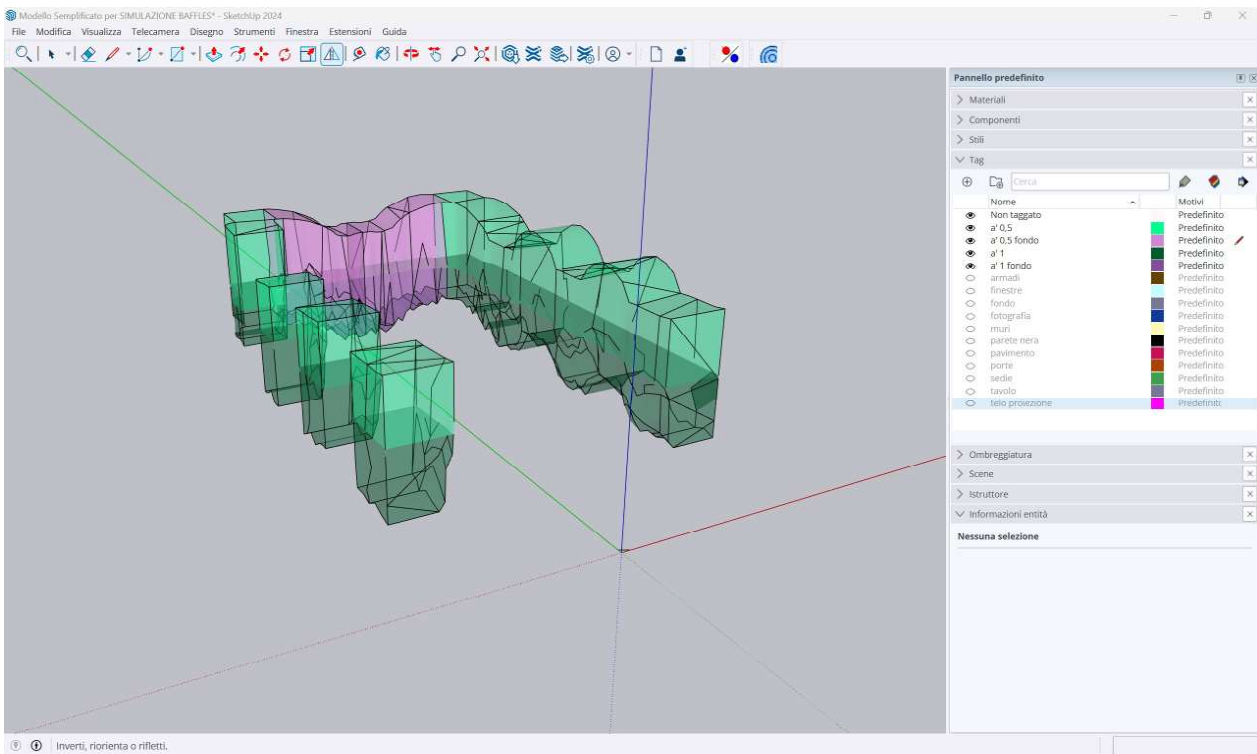 Modello Semplificato per SIMULAZIONE BAFFLES* - SketchUp 2024
File Modifica Visualizza Telecamera Disegno Strumenti Finestra Estensioni Guida
Pannello predefinito
Materiali
Componenti
Stili
Tag
Cerca
Nome Motivi
Non taggato Predefinito
a' 0,5 Predefinito
a' 0,5 fondo Predefinito
a' 1 Predefinito
a' 1 fondo Predefinito
armadi Predefinito
finestre Predefinito
fondo Predefinito
fotografia Predefinito
muri Predefinito
parete nera Predefinito
pavimento Predefinito
porte Predefinito
sedie Predefinito
tavolo Predefinito
telo proiezione Predefinito
Ombreggiatura
Scene
Istruttore
Informazioni entità
Nessuna selezione
Inverti, riorienta o rifletti.